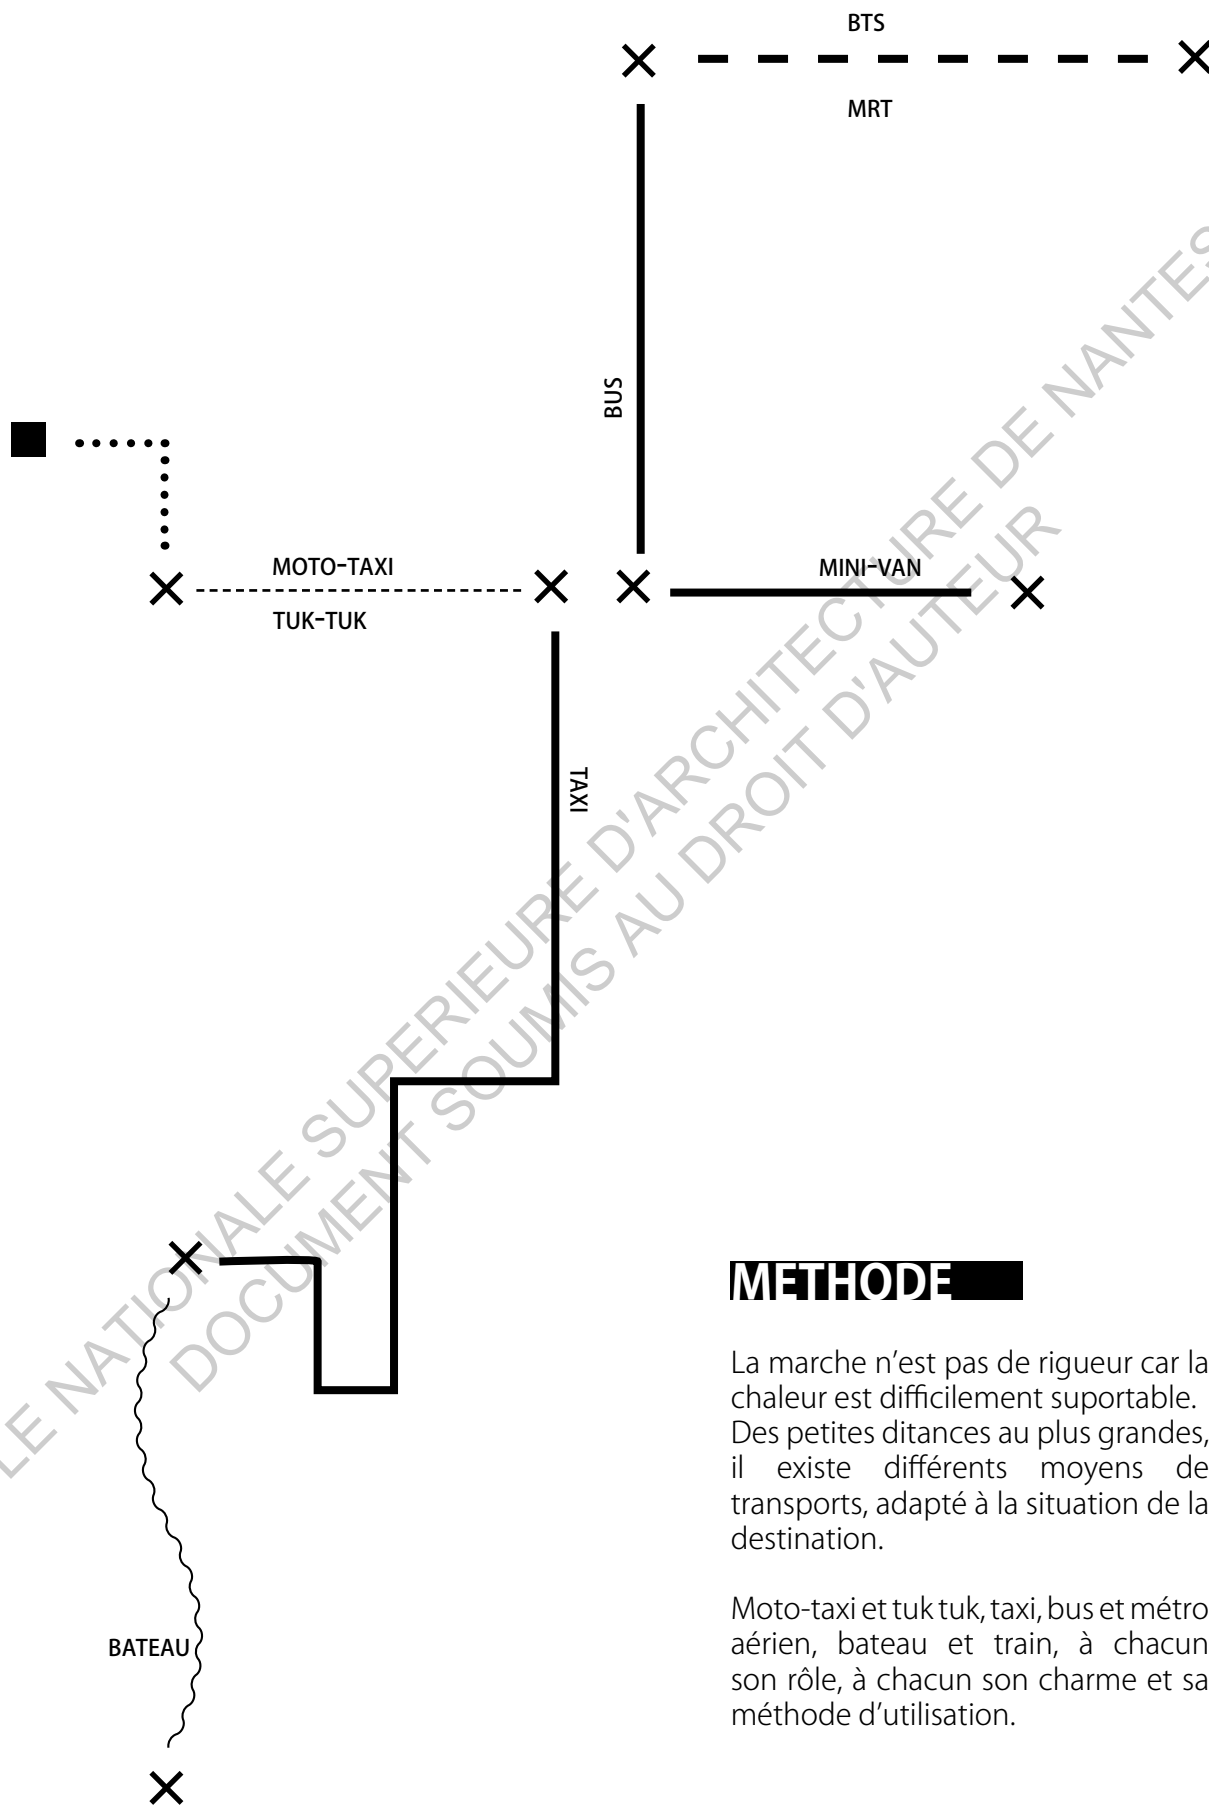 BTS
MRT
BUS
MOTO-TAXI
TUK-TUK
MINI-VAN
TAXI
BATEAU
LE NATIONALE SUPERIEURE D'ARCHITECTURE DE NANTES
DOCUMENT SOUMIS AU DROIT D'AUTEUR
METHODE
La marche n’est pas de rigueur car la
chaleur est difficilement suportable.
Des petites ditances au plus grandes,
il existe différents moyens de
transports, adapté à la situation de la
destination.
Moto-taxi et tuk tuk, taxi, bus et métro
aérien, bateau et train, à chacun
son rôle, à chacun son charme et sa
méthode d’utilisation.